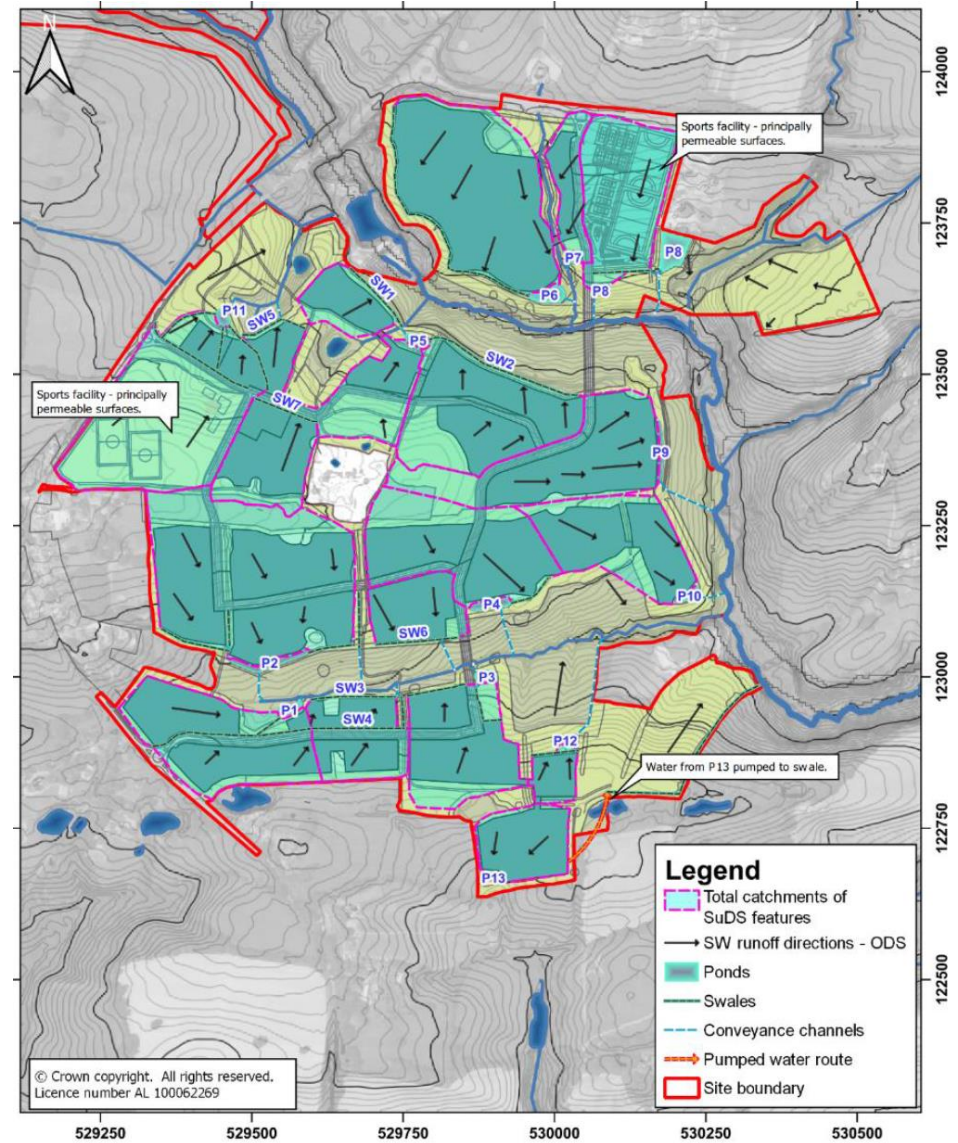 N
Sports facility - principally
permeable surfaces.
P8
P7
P6
P8
SW1
P11
SW5
P5
SW2
Sports facility - principally
permeable surfaces.
SW7
P9
P4
P10
SW6
P2
P3
SW3
P1
SW4
P12
Water from P13 pumped to swale.
P13
Legend
Total catchments of
SuDS features
SW runoff directions - ODS
Ponds
Swales
Conveyance channels
Pumped water route
Site boundary
© Crown copyright. All rights reserved.
Licence number AL 100062269
124000
123750
123500
123250
123000
122750
122500
529250
529500
529750
530000
530250
530500